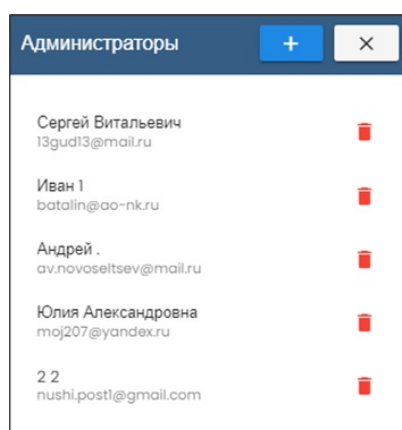 Администраторы
Сергей Витальевич
13gud13@mail.ru
Иван 1
batalin@ao-nk.ru
Андрей .
av.novoseltsev@mail.ru
Юлия Александровна
moj207@yandex.ru
2 2
nushi.post1@gmail.com